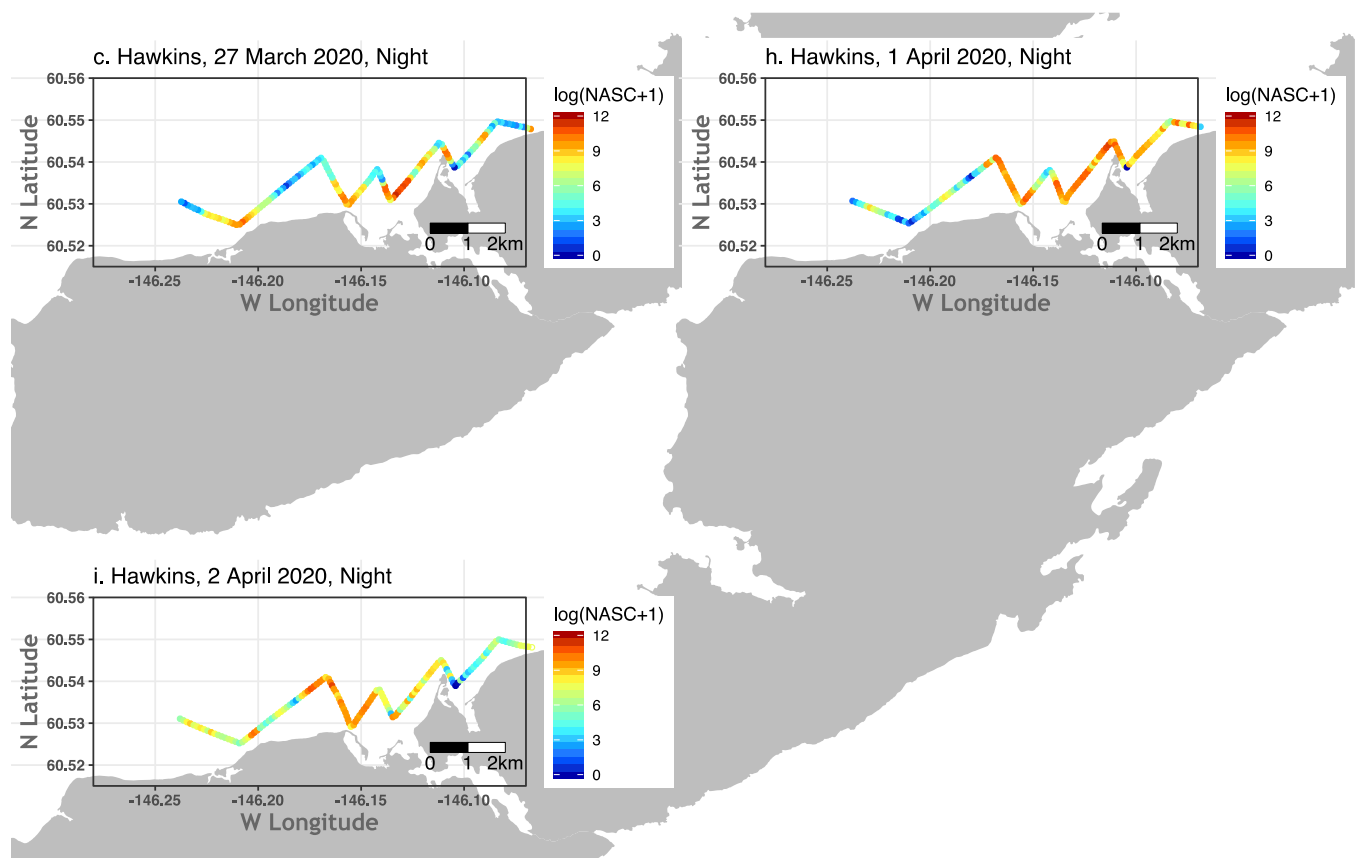 c. Hawkins, 27 March 2020, Night
60.56
60.55
60.54
60.53
60.52
N Latitude
-146.25
-146.20
-146.15
-146.10
W Longitude
0 1 2km
log(NASC+1)
12
9
6
3
0
h. Hawkins, 1 April 2020, Night
60.56
60.55
60.54
60.53
60.52
N Latitude
-146.25
-146.20
-146.15
-146.10
W Longitude
0 1 2km
log(NASC+1)
12
9
6
3
0
i. Hawkins, 2 April 2020, Night
60.56
60.55
60.54
60.53
60.52
N Latitude
-146.25
-146.20
-146.15
-146.10
W Longitude
0 1 2km
log(NASC+1)
12
9
6
3
0